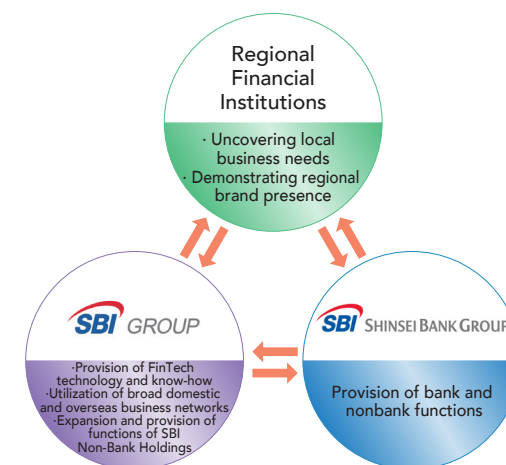 Regional
Financial
Institutions
· Uncovering local
business needs
· Demonstrating regional
brand presence
SBI GROUP
·Provision of FinTech
technology and know-how
·Utilization of broad domestic
and overseas business networks
·Expansion and provision of
functions of SBI
Non-Bank Holdings
SBI SHINSEI BANK GROUP
Provision of bank and
nonbank functions